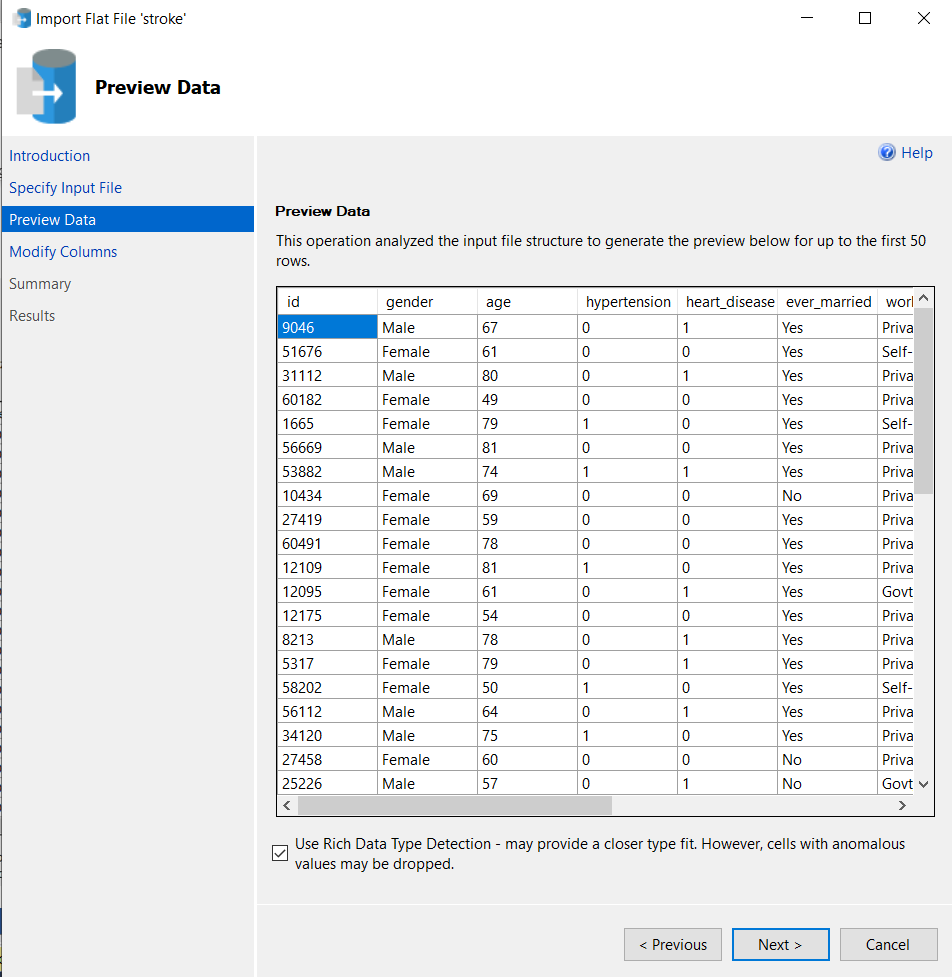 Import Flat File 'stroke'
Preview Data
Introduction
Specify Input File
Preview Data
Modify Columns
Summary
Results
Help
Preview Data
This operation analyzed the input file structure to generate the preview below for up to the first 50
rows.
id gender age hypertension heart_disease ever_married worl
9046 Male 67 0 1 Yes Priva
51676 Female 61 0 0 Yes Self-
31112 Male 80 0 1 Yes Priva
60182 Female 49 0 0 Yes Priva
1665 Female 79 1 0 Yes Self-
56669 Male 81 0 0 Yes Priva
53882 Male 74 1 1 Yes Priva
10434 Female 69 0 0 No Priva
27419 Female 59 0 0 Yes Priva
60491 Female 78 0 0 Yes Priva
12109 Female 81 1 0 Yes Priva
12095 Female 61 0 1 Yes Govt
12175 Female 54 0 0 Yes Priva
8213 Male 78 0 1 Yes Priva
5317 Female 79 0 1 Yes Priva
58202 Female 50 1 0 Yes Self-
56112 Male 64 0 1 Yes Priva
34120 Male 75 1 0 Yes Priva
27458 Female 60 0 0 No Priva
25226 Male 57 0 1 No Govt
Use Rich Data Type Detection - may provide a closer type fit. However, cells with anomalous
values may be dropped.
< Previous
Next >
Cancel